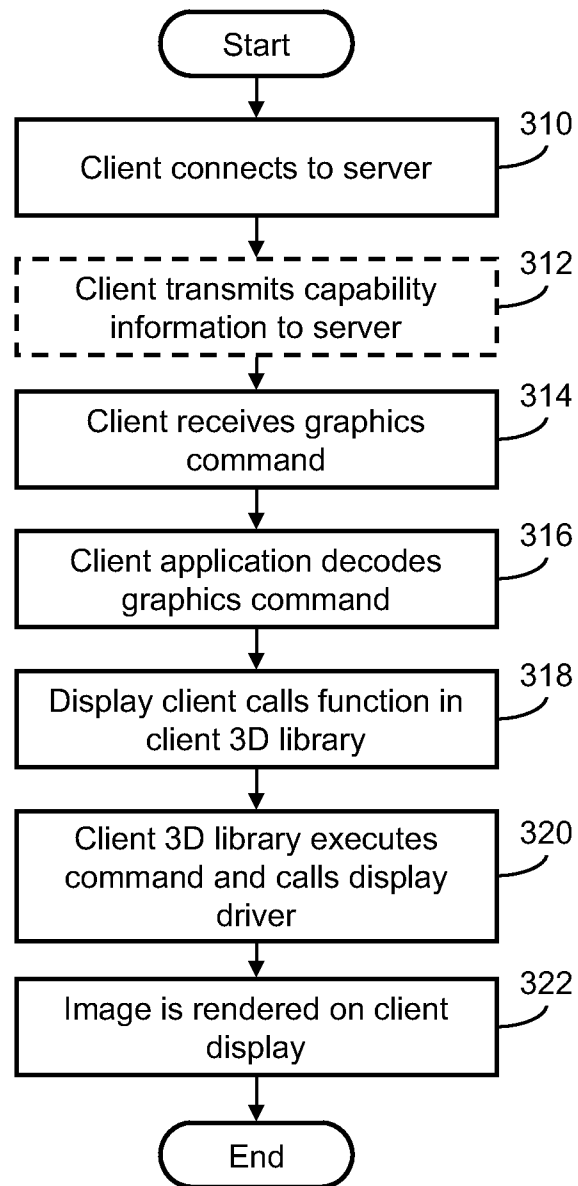 Start
310
Client connects to server
312
Client transmits capability
information to server
314
Client receives graphics
command
316
Client application decodes
graphics command
318
Display client calls function in
client 3D library
320
Client 3D library executes
command and calls display
driver
322
Image is rendered on client
display
End